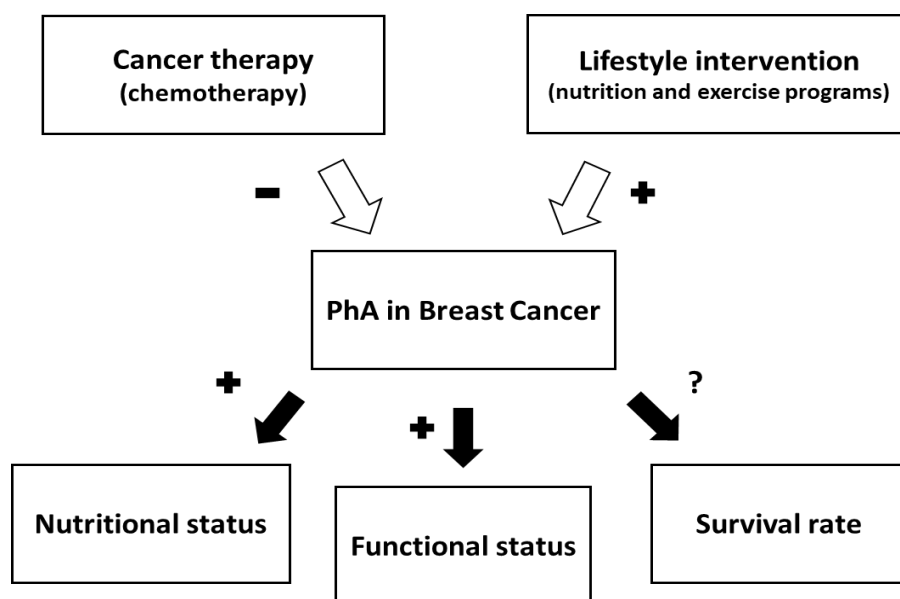 Cancer therapy
(chemotherapy)
Lifestyle intervention
(nutrition and exercise programs)
-
+
PhA in Breast Cancer
+
+
?
Nutritional status
Functional status
Survival rate